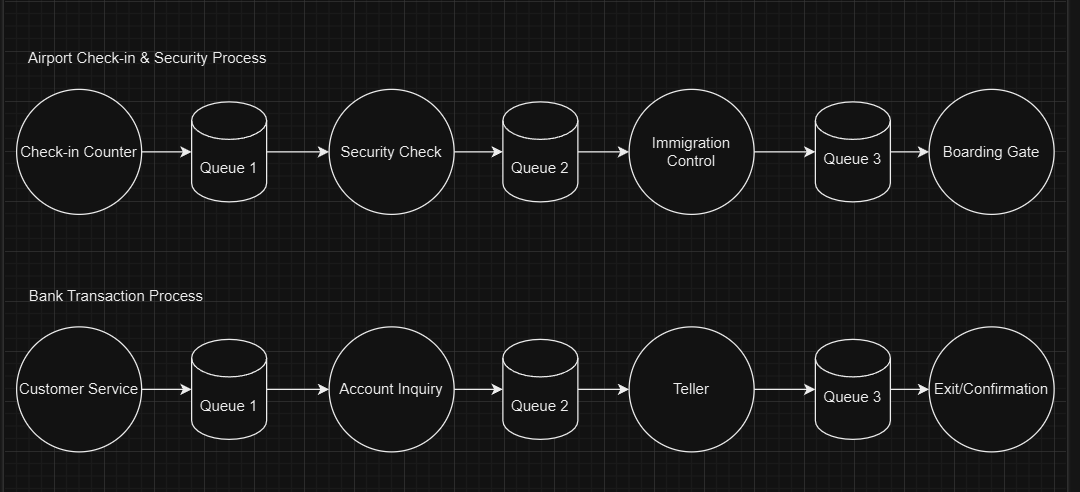 Airport Check-in & Security Process
Check-in Counter
Queue 1
Security Check
Queue 2
Immigration
Control
Queue 3
Boarding Gate
Bank Transaction Process
Customer Service
Queue 1
Account Inquiry
Queue 2
Teller
Queue 3
Exit/Confirmation